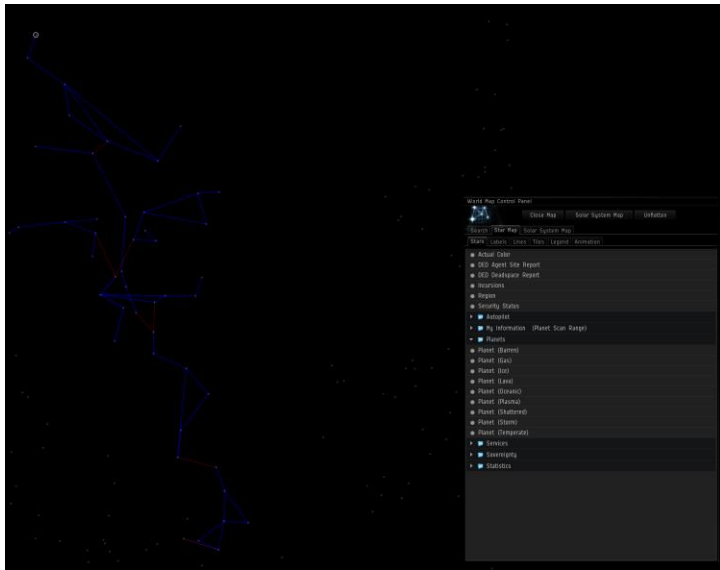 World Map Control Panel
Close Map Solar System Map Unflatten
Search Star Map Solar System Map
Stars Labels Lines Tiles Legend Animation
Actual Color
DED Agent Site Report
DED Deadspace Report
Incursions
Region
Security Status
Autopilot
My Information (Planet Scan Range)
Planets
Planet (Barren)
Planet (Gas)
Planet (Ice)
Planet (Lava)
Planet (Oceanic)
Planet (Plasma)
Planet (Shattered)
Planet (Storm)
Planet (Temperate)
Services
Sovereignty
Statistics